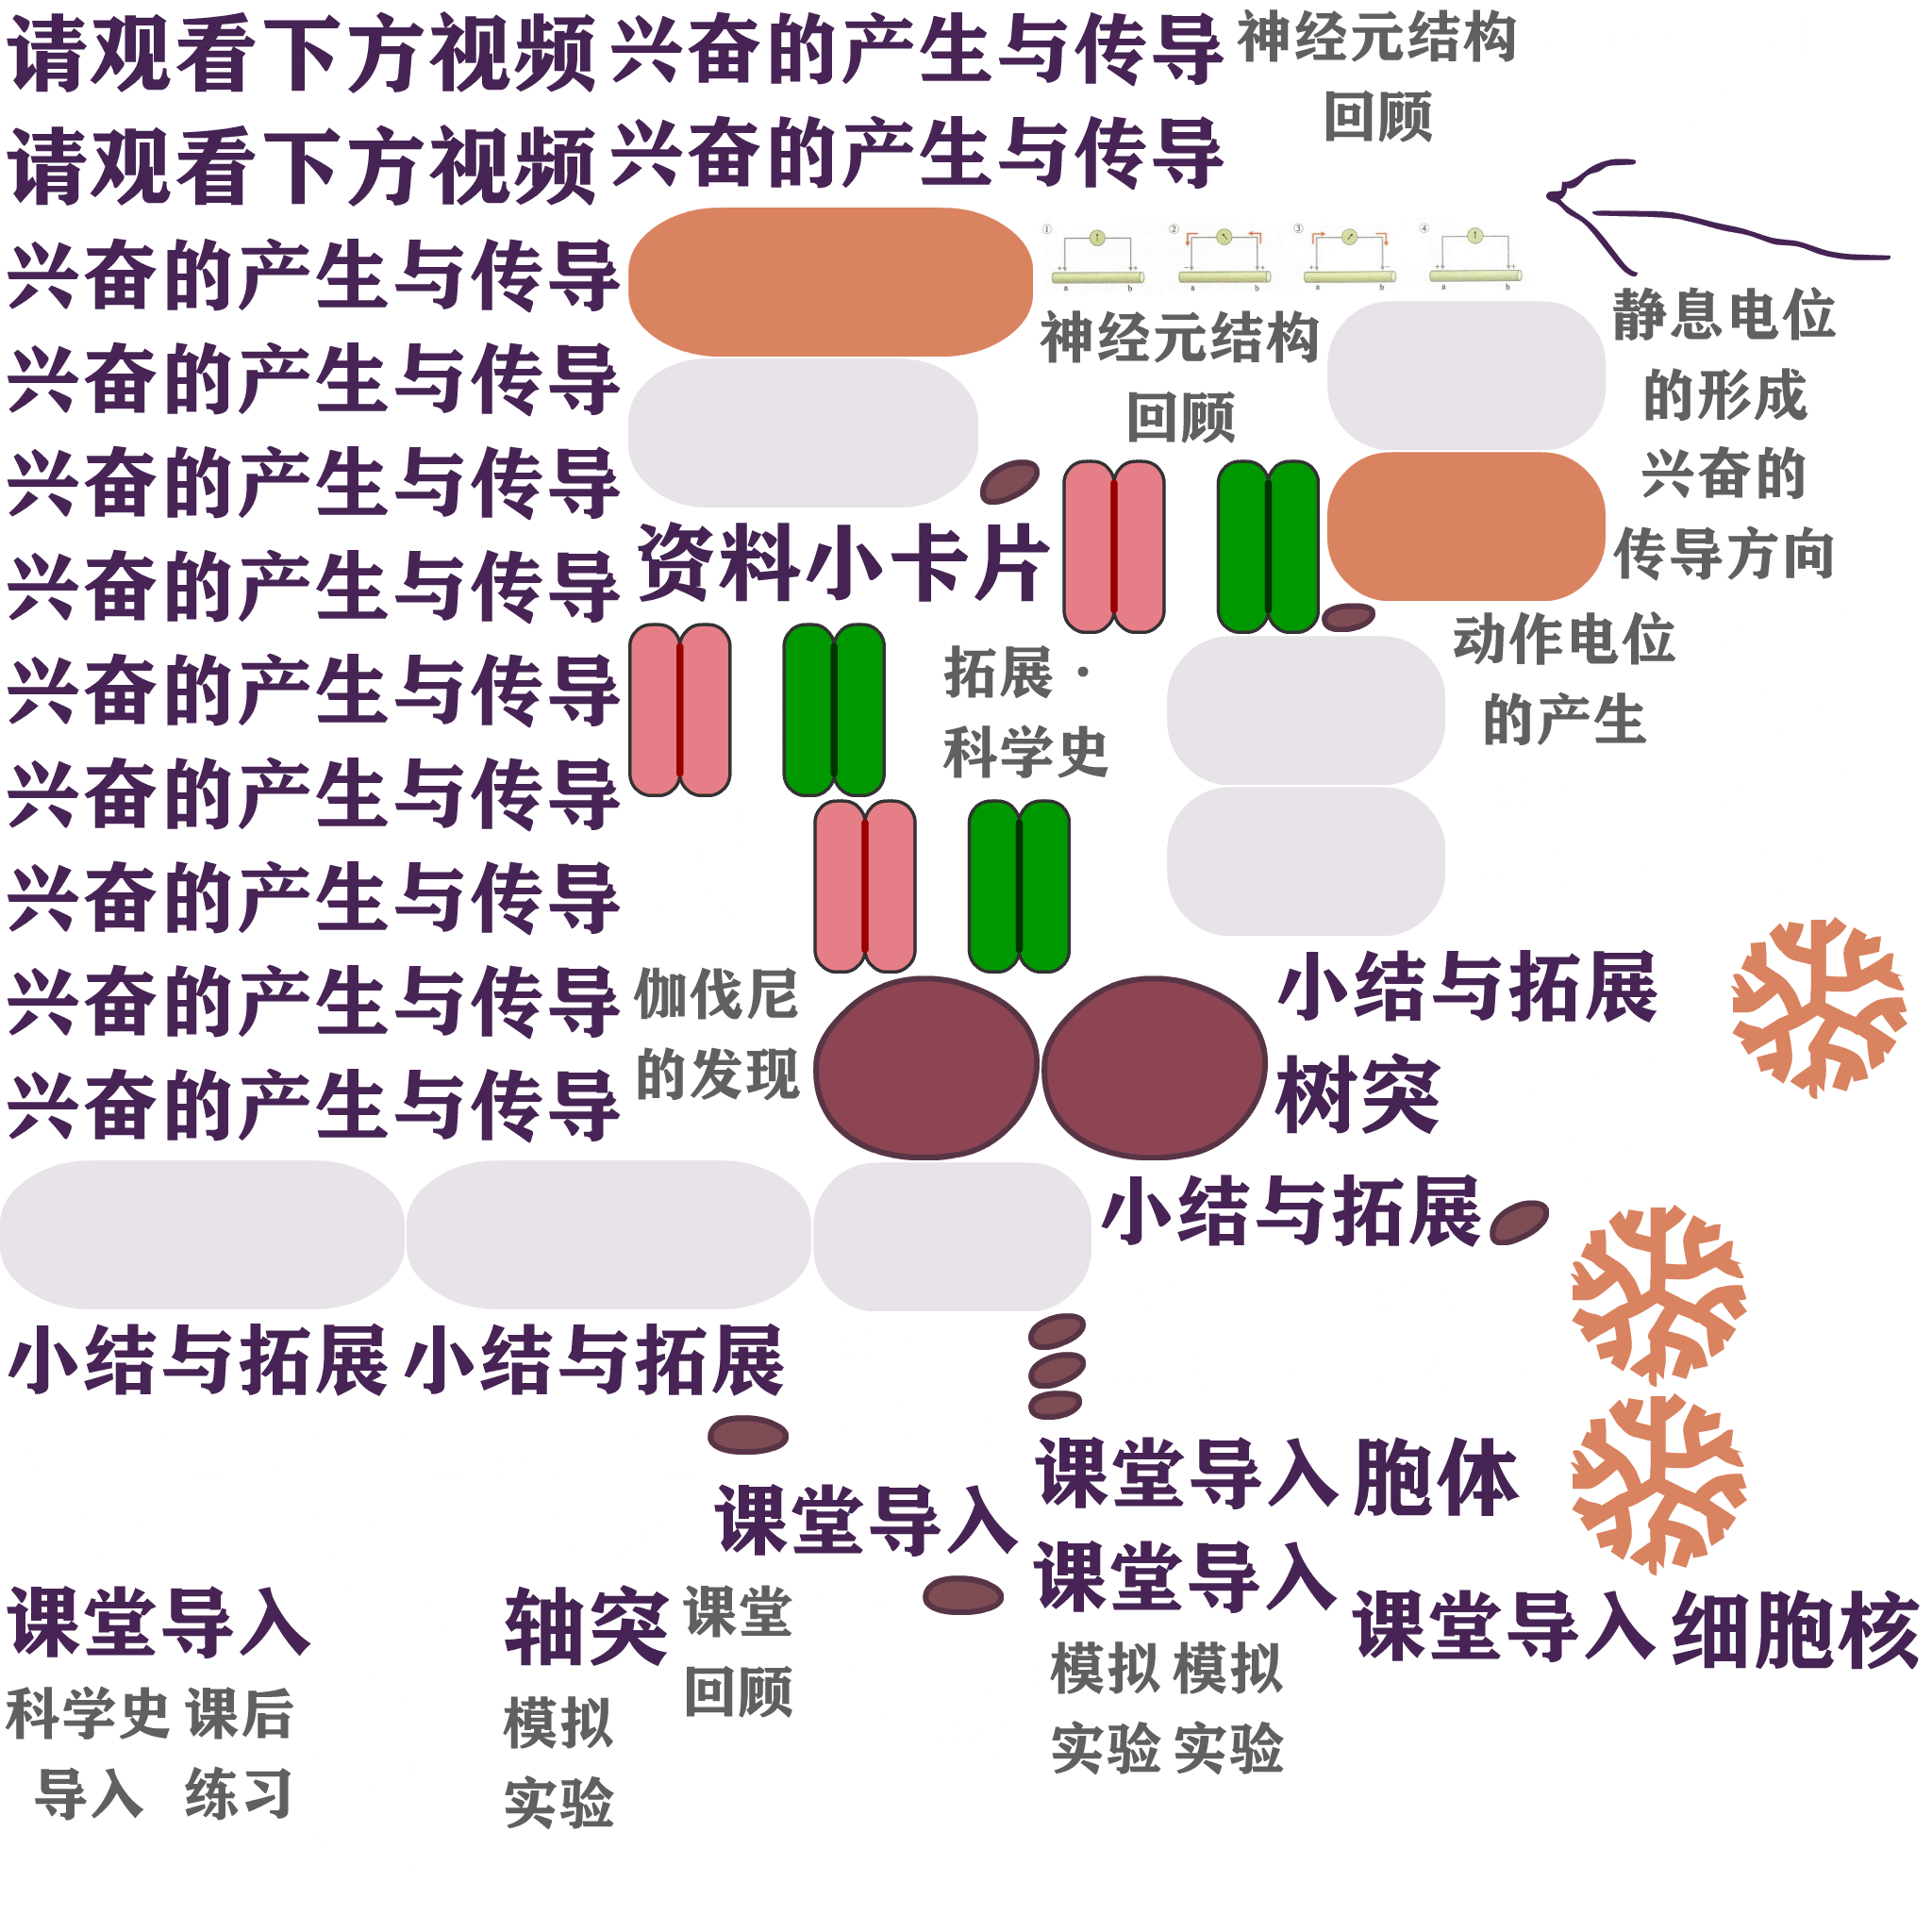 请观看下方视频
兴奋的产生与传导
神经元结构
回顾
请观看下方视频
兴奋的产生与传导
兴奋的产生与传导
① ② ③ ④
a b a b a b a b
神经元结构
回顾
静息电位
的形成
兴奋的产生与传导
兴奋的产生与传导
兴奋的
传导方向
兴奋的产生与传导
资料小卡片
动作电位
的产生
兴奋的产生与传导
拓展·
科学史
兴奋的产生与传导
兴奋的产生与传导
兴奋的产生与传导
伽伐尼
的发现
小结与拓展
兴奋的产生与传导
树突
小结与拓展
小结与拓展
小结与拓展
课堂导入
胞体
课堂导入
课堂导入
课堂导入
轴突
课堂
回顾
课堂导入
细胞核
模拟
实验
模拟
实验
科学史
导入
课后
练习
模拟
实验